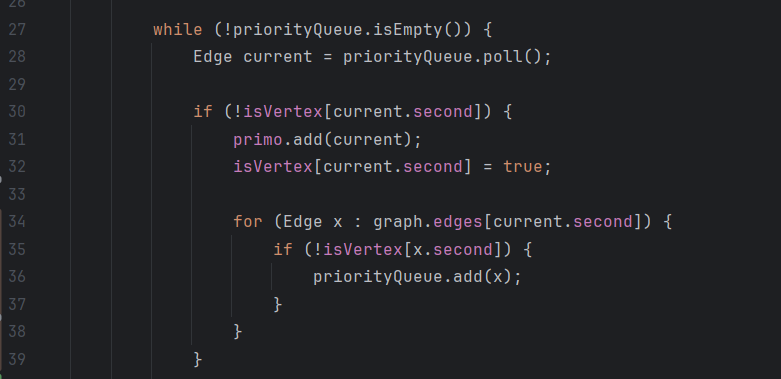 26
27 while (!priorityQueue.isEmpty()) {
28 Edge current = priorityQueue.poll();
29
30 if (!isVertex[current.second]) {
31 primo.add(current);
32 isVertex[current.second] = true;
33
34 for (Edge x : graph.edges[current.second]) {
35 if (!isVertex[x.second]) {
36 priorityQueue.add(x);
37 }
38 }
39 }